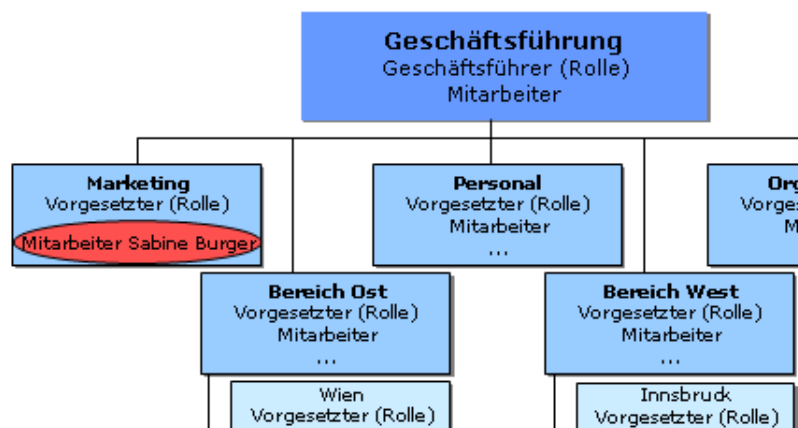 Geschäftsführung
Geschäftsführer (Rolle)
Mitarbeiter
Marketing
Vorgesetzter (Rolle)
Mitarbeiter Sabine Burger
Personal
Vorgesetzter (Rolle)
Mitarbeiter
...
Bereich Ost
Vorgesetzter (Rolle)
Mitarbeiter
...
Bereich West
Vorgesetzter (Rolle)
Mitarbeiter
...
Wien
Vorgesetzter (Rolle)
Innsbruck
Vorgesetzter (Rolle)